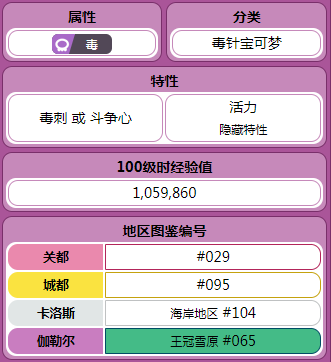 属性 分类
毒 毒针宝可梦
特性
毒刺 或 斗争心 活力
隐藏特性
100级时经验值
1,059,860
地区图鉴编号
关都 #029
城都 #095
卡洛斯 海岸地区 #104
伽勒尔 王冠雪原 #065